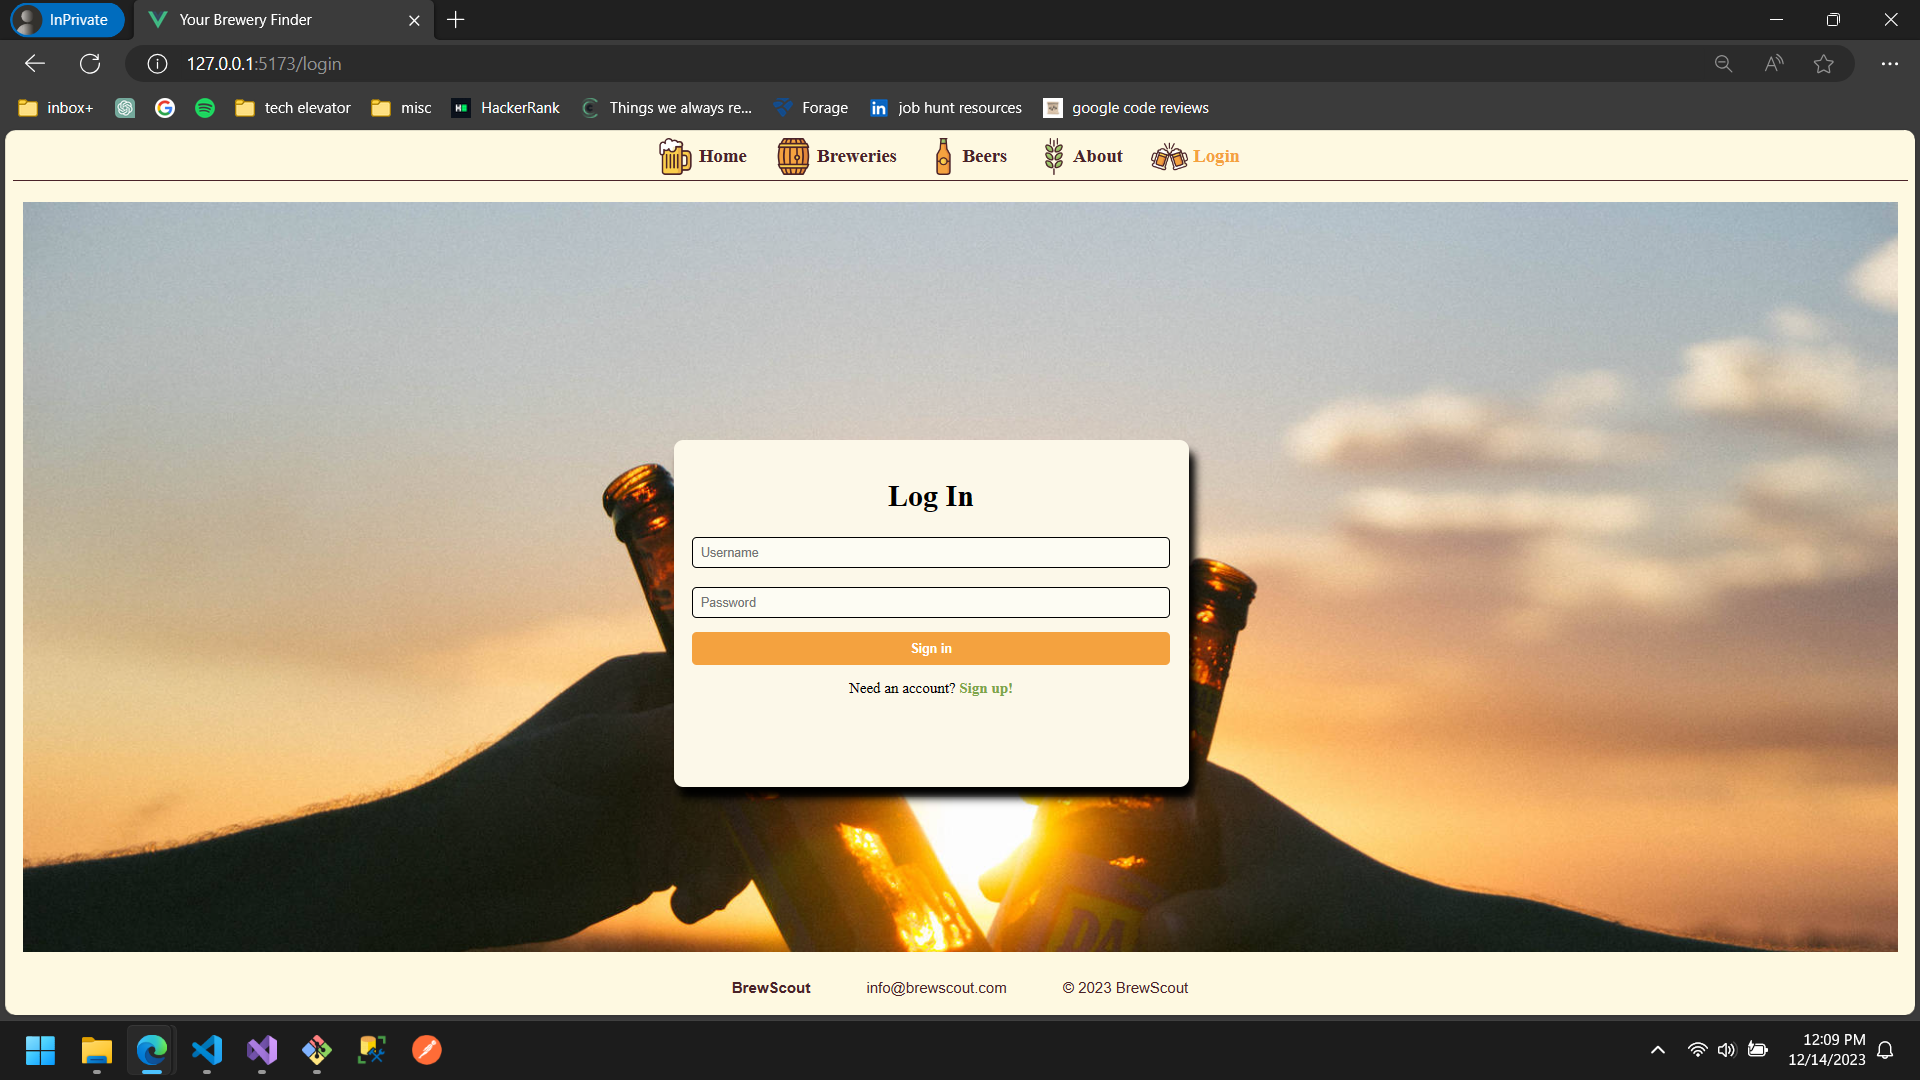 InPrivate
Your Brewery Finder
127.0.0.1:5173/login
inbox+
tech elevator
misc
HackerRank
Things we always re...
Forage
job hunt resources
google code reviews
Home
Breweries
Beers
About
Login
Log In
Username
Password
Sign in
Need an account? Sign up!
DA
BrewScout
info@brewscout.com
© 2023 BrewScout
12:09 PM
12/14/2023